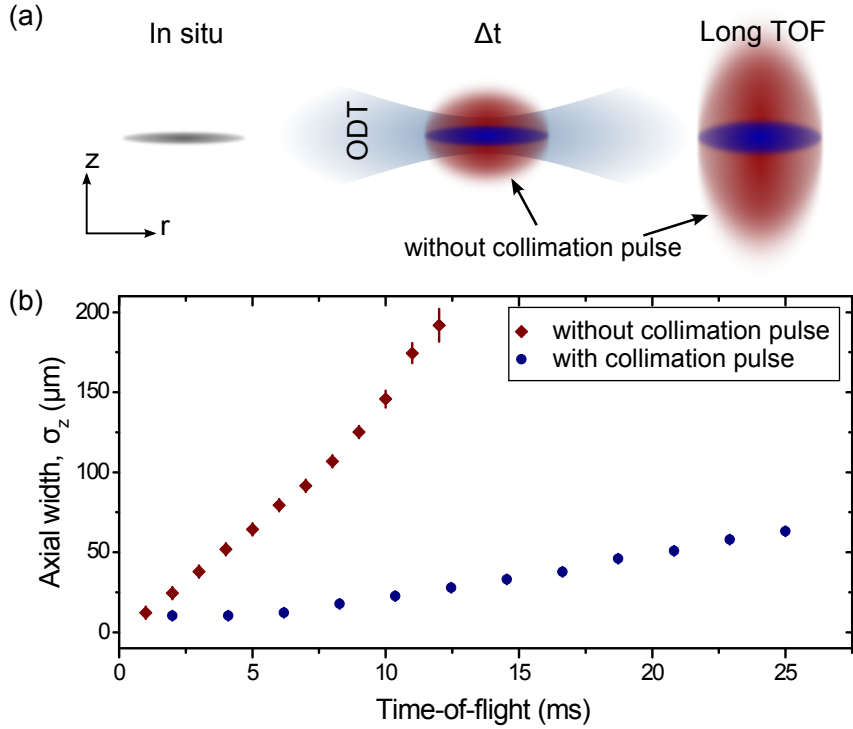 (a)
In situ
Δt
Long TOF
ODT
z
r
without collimation pulse
(b)
200
150
100
50
0
Axial width, σz (μm)
without collimation pulse
with collimation pulse
0 5 10 15 20 25
Time-of-flight (ms)